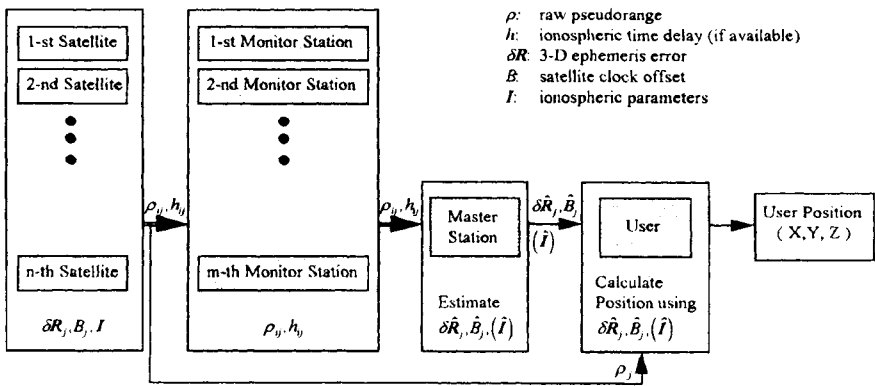 ρ: raw pseudorange
h: ionospheric time delay (if available)
δR: 3-D ephemeris error
B: satellite clock offset
I: ionospheric parameters
1-st Satellite
2-nd Satellite
n-th Satellite
δR_j, B_j, I
ρ_ij, h_ij
1-st Monitor Station
2-nd Monitor Station
m-th Monitor Station
ρ_ij, h_ij
ρ_ij, h_ij
Master
Station
Estimate
δR̂_j, B̂_j, (Î)
δR̂_j, B̂_j
(Î)
User
Calculate
Position using
δR̂_j, B̂_j, (Î)
ρ_j
User Position
( X,Y, Z )